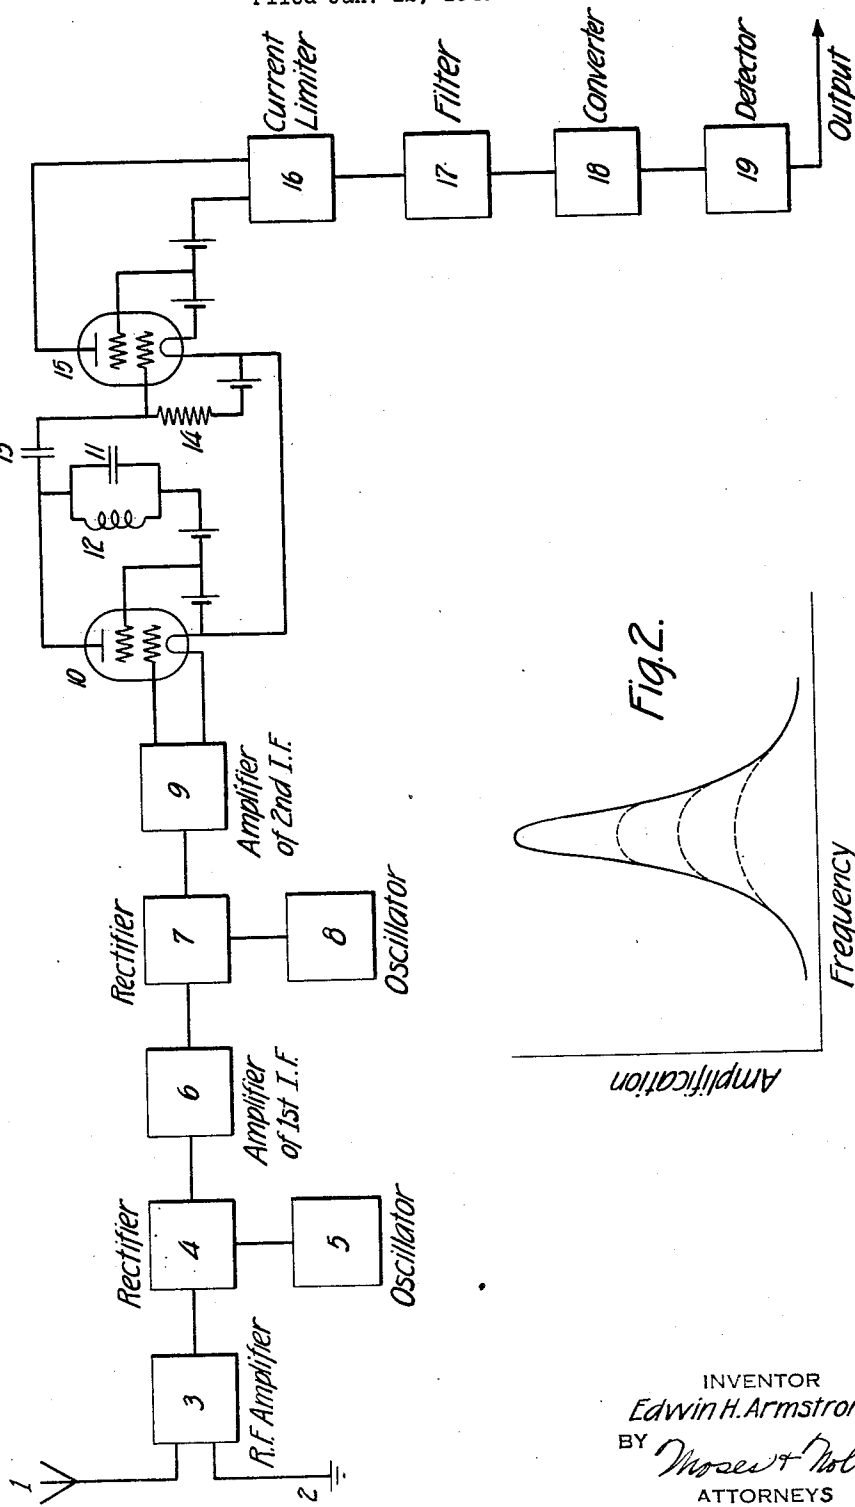 1
2
3
R.F. Amplifier
Rectifier
4
5
Oscillator
6
Amplifier
of 1st I.F.
Rectifier
7
8
Oscillator
9
Amplifier
of 2nd I.F.
10
12
11
14
15
16
Current
Limiter
17
Filter
18
Converter
19
Detector
Output
Fig. 2.
Amplification
Frequency
INVENTOR
Edwin H.
BY
Moses &
ATTORNEYS